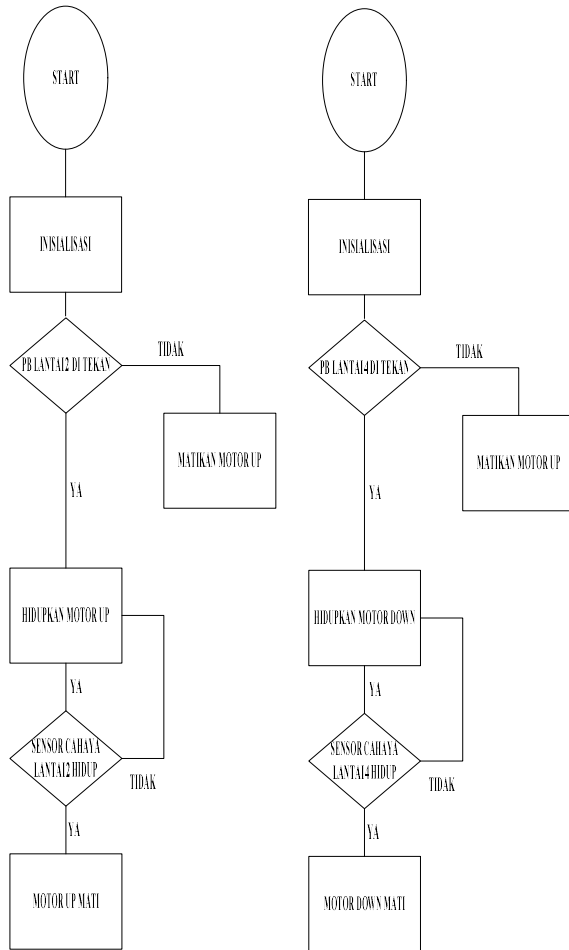 START
INISIALISASI
PB LANTAI 2 DI TEKAN
TIDAK
MATIKAN MOTOR UP
YA
HIDUPKAN MOTOR UP
YA
SENSOR CAHAYA
LANTAI 2 HIDUP
TIDAK
YA
MOTOR UP MATI
START
INISIALISASI
PB LANTAI 4 DI TEKAN
TIDAK
MATIKAN MOTOR UP
YA
HIDUPKAN MOTOR DOWN
YA
SENSOR CAHAYA
LANTAI 4 HIDUP
TIDAK
YA
MOTOR DOWN MATI